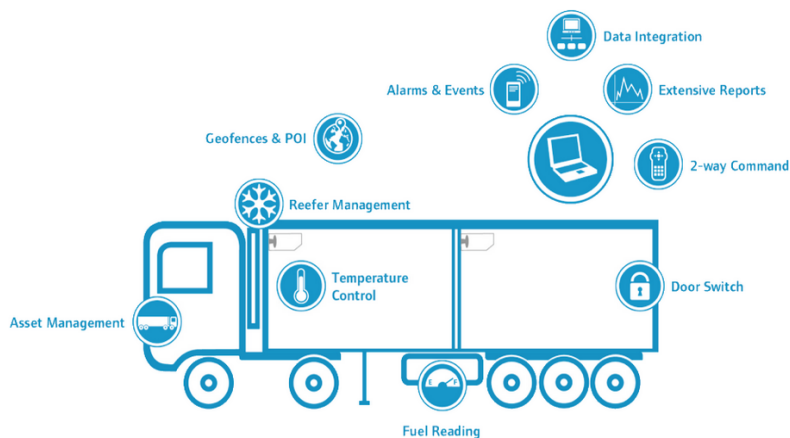 Data Integration
Alarms & Events
Extensive Reports
Geofences & POI
2-way Command
Reefer Management
Temperature
Control
Door Switch
Asset Management
E F
Fuel Reading